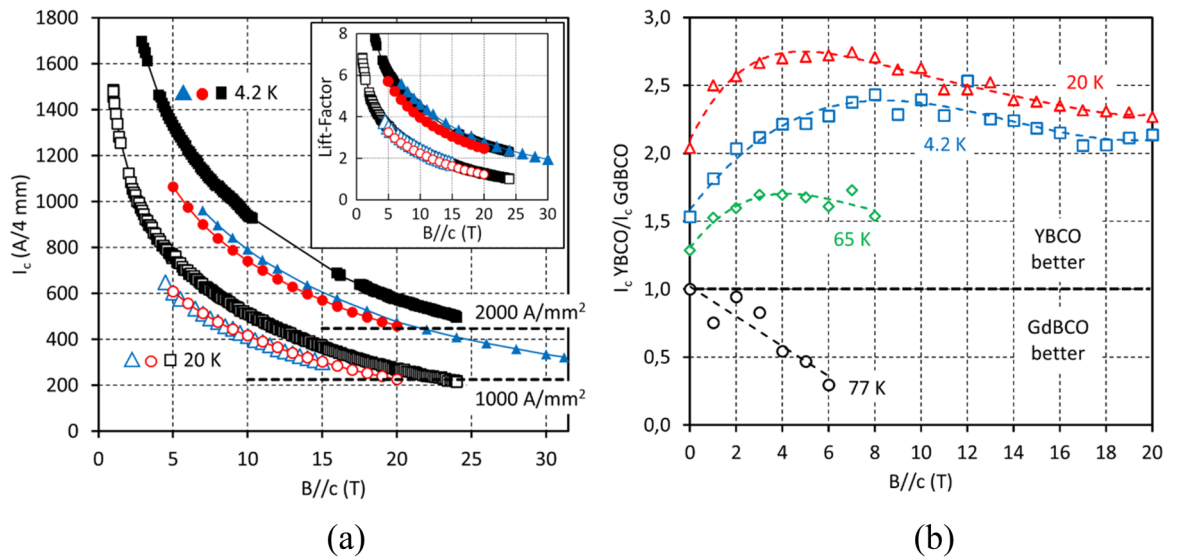 1800
1600
1400
1200
1000
800
600
400
200
0
I_c (A/4 mm)
0 5 10 15 20 25 30
B//c (T)
4.2 K
20 K
2000 A/mm²
1000 A/mm²
8
6
4
2
0
Lift-Factor
0 5 10 15 20 25 30
B//c (T)
(a)
3,0
2,5
2,0
1,5
1,0
0,5
0,0
I_c YBCO/I_c GdBCO
20 K
4.2 K
65 K
YBCO
better
GdBCO
better
77 K
0 2 4 6 8 10 12 14 16 18 20
B//c (T)
(b)